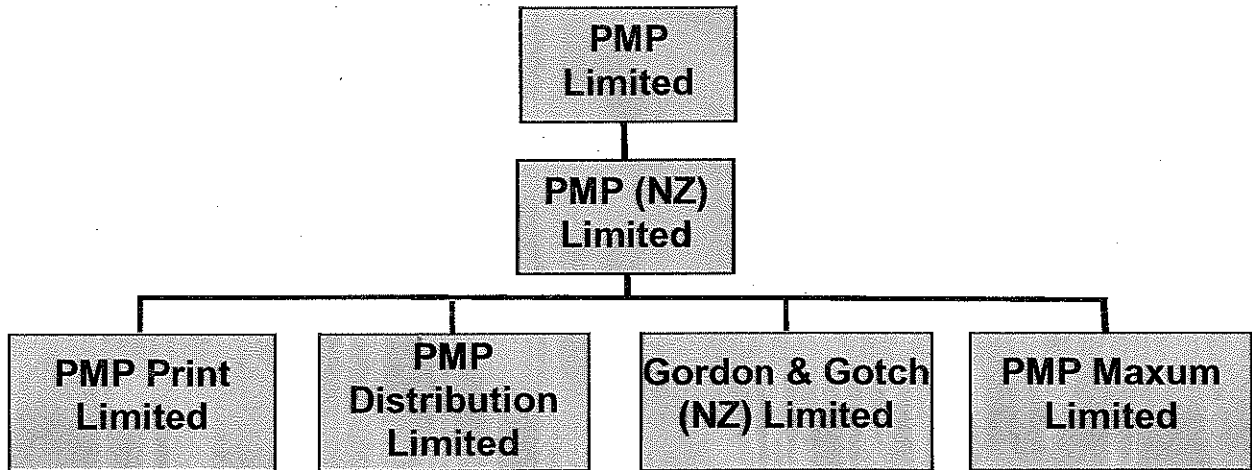 PMP
Limited
PMP (NZ)
Limited
PMP Print
Limited
PMP
Distribution
Limited
Gordon & Gotch
(NZ) Limited
PMP Maxum
Limited